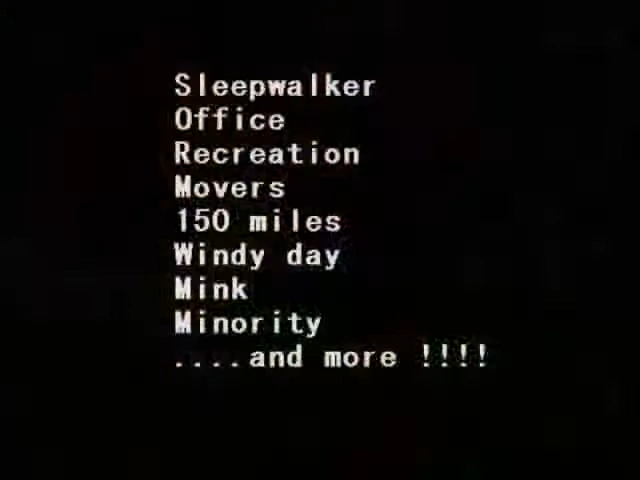 Sleepwalker
Office
Recreation
Movers
150 miles
Windy day
Mink
Minority
....and more !!!!